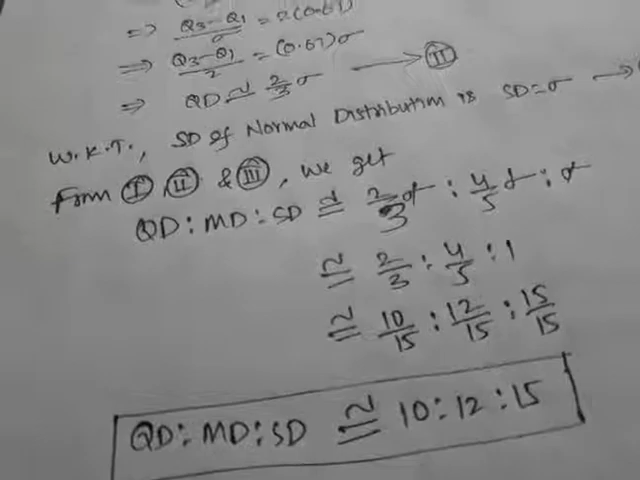 => Q3-Q1/σ = 2(0.67)
=> Q3-Q1/2 = (0.67)σ
=> QD ≃ 2/3 σ → II
W.K.T., SD of Normal Distribution is SD=σ →
form I, II & III, we get
QD:MD:SD ≅ 2/3 σ : 4/5 σ : σ
≅ 2/3 : 4/5 : 1
≅ 10/15 : 12/15 : 15/15
QD:MD:SD ≅ 10:12:15